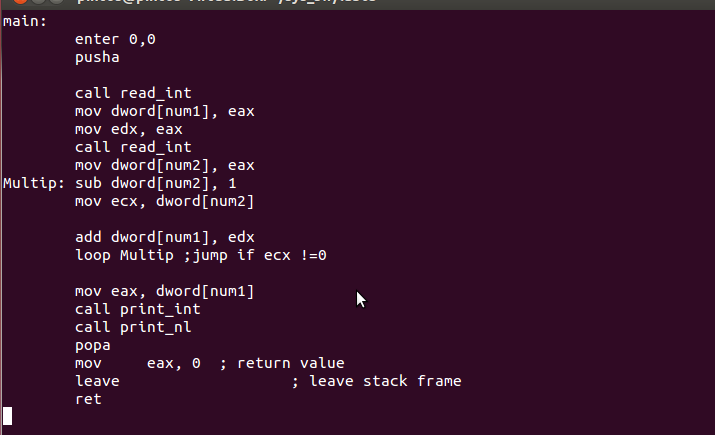 main:
        enter 0,0
        pusha
        call read_int
        mov dword[num1], eax
        mov edx, eax
        call read_int
        mov dword[num2], eax
Multip: sub dword[num2], 1
        mov ecx, dword[num2]
        add dword[num1], edx
        loop Multip ;jump if ecx !=0
        mov eax, dword[num1]
        call print_int
        call print_nl
        popa
        mov     eax, 0  ; return value
        leave                   ; leave stack frame
        ret